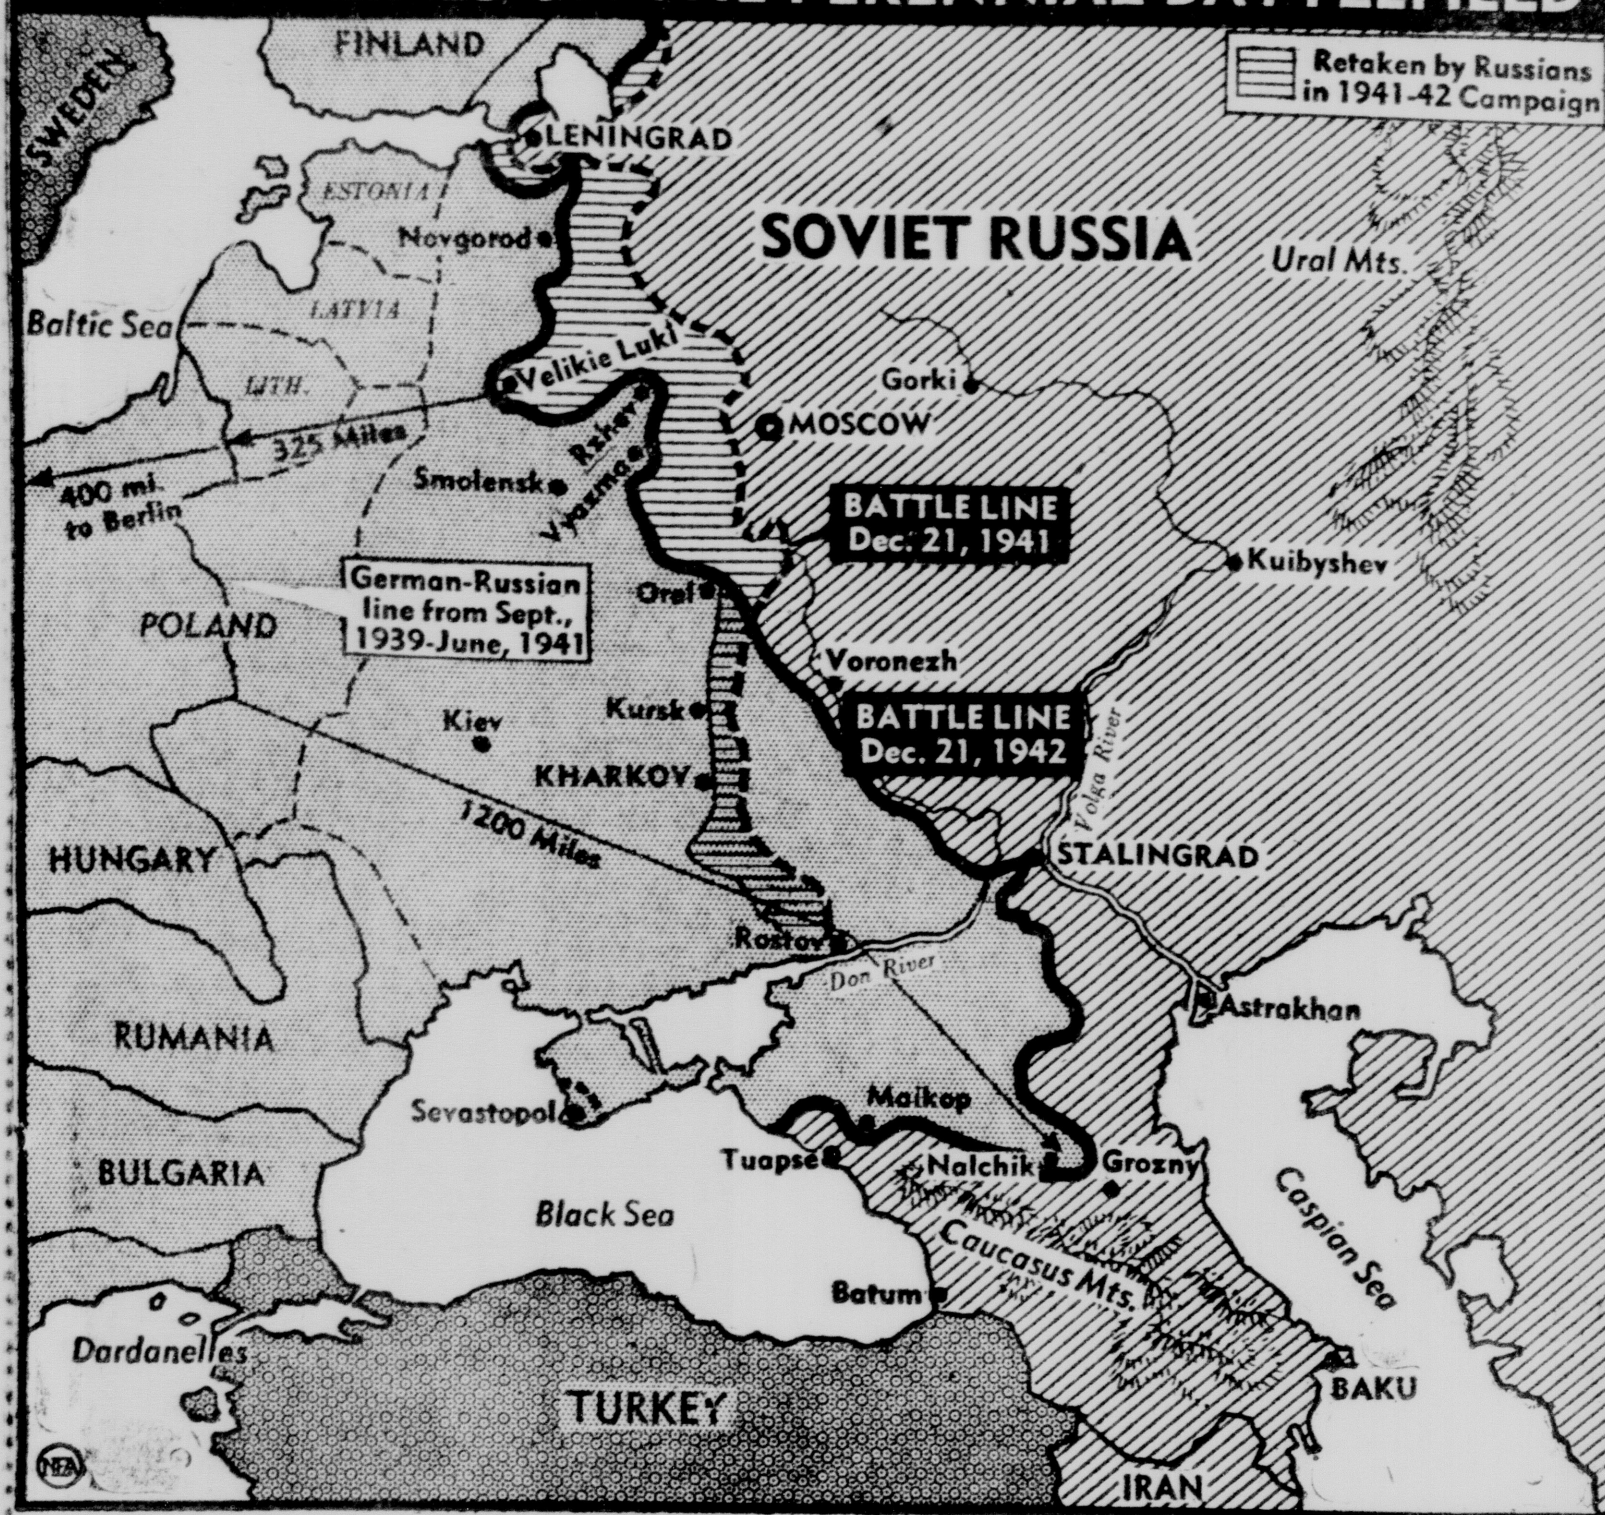 PERENNIAL BATTLEFIELD
FINLAND
Retaken by Russians
in 1941-42 Campaign
SWEDEN
LENINGRAD
ESTONIA
Novgorod
SOVIET RUSSIA
Ural Mts.
LATVIA
Baltic Sea
Velikie Luki
LITH.
Gorki
MOSCOW
325 Miles
Rzhev
Smolensk
Vyazma
400 mi.
to Berlin
BATTLE LINE
Dec. 21, 1941
Kuibyshev
German-Russian
line from Sept.,
1939-June, 1941
Orel
POLAND
Voronezh
Kursk
Kiev
BATTLE LINE
Dec. 21, 1942
Volga River
KHARKOV
1200 Miles
HUNGARY
STALINGRAD
Rostov
Don River
Astrakhan
RUMANIA
Maikop
Sevastopol
Tuapse
Nalchik
Grozny
BULGARIA
Black Sea
Caspian Sea
Caucasus Mts.
Batum
Dardanelles
BAKU
TURKEY
NEA
IRAN